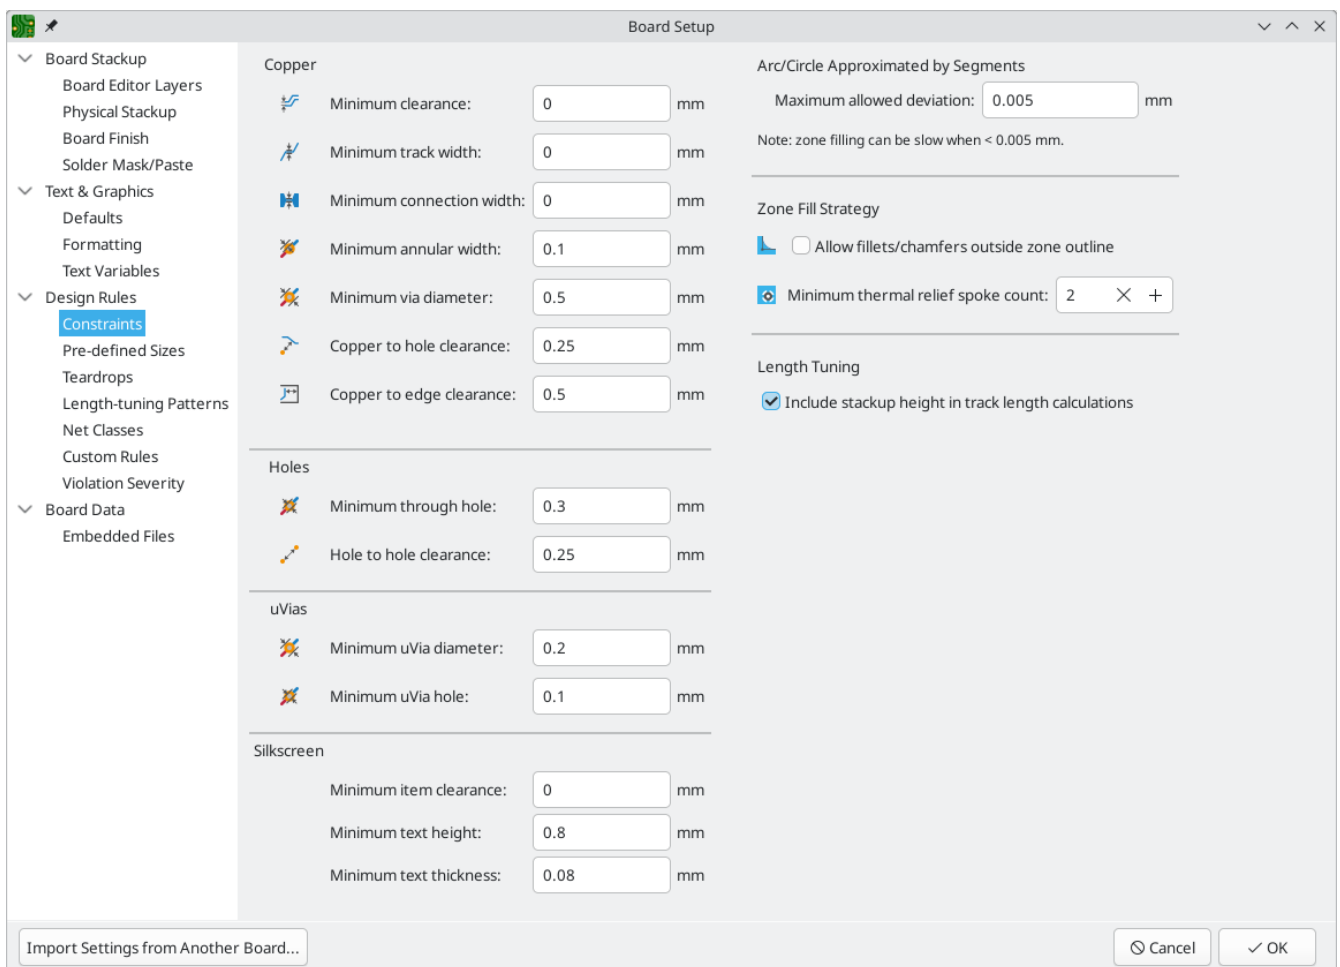 Board Setup
Board Stackup
Board Editor Layers
Physical Stackup
Board Finish
Solder Mask/Paste
Text & Graphics
Defaults
Formatting
Text Variables
Design Rules
Constraints
Pre-defined Sizes
Teardrops
Length-tuning Patterns
Net Classes
Custom Rules
Violation Severity
Board Data
Embedded Files
Copper
Minimum clearance: 0 mm
Minimum track width: 0 mm
Minimum connection width: 0 mm
Minimum annular width: 0.1 mm
Minimum via diameter: 0.5 mm
Copper to hole clearance: 0.25 mm
Copper to edge clearance: 0.5 mm
Holes
Minimum through hole: 0.3 mm
Hole to hole clearance: 0.25 mm
uVias
Minimum uVia diameter: 0.2 mm
Minimum uVia hole: 0.1 mm
Silkscreen
Minimum item clearance: 0 mm
Minimum text height: 0.8 mm
Minimum text thickness: 0.08 mm
Arc/Circle Approximated by Segments
Maximum allowed deviation: 0.005 mm
Note: zone filling can be slow when < 0.005 mm.
Zone Fill Strategy
Allow fillets/chamfers outside zone outline
Minimum thermal relief spoke count: 2
Length Tuning
Include stackup height in track length calculations
Import Settings from Another Board...
Cancel
OK